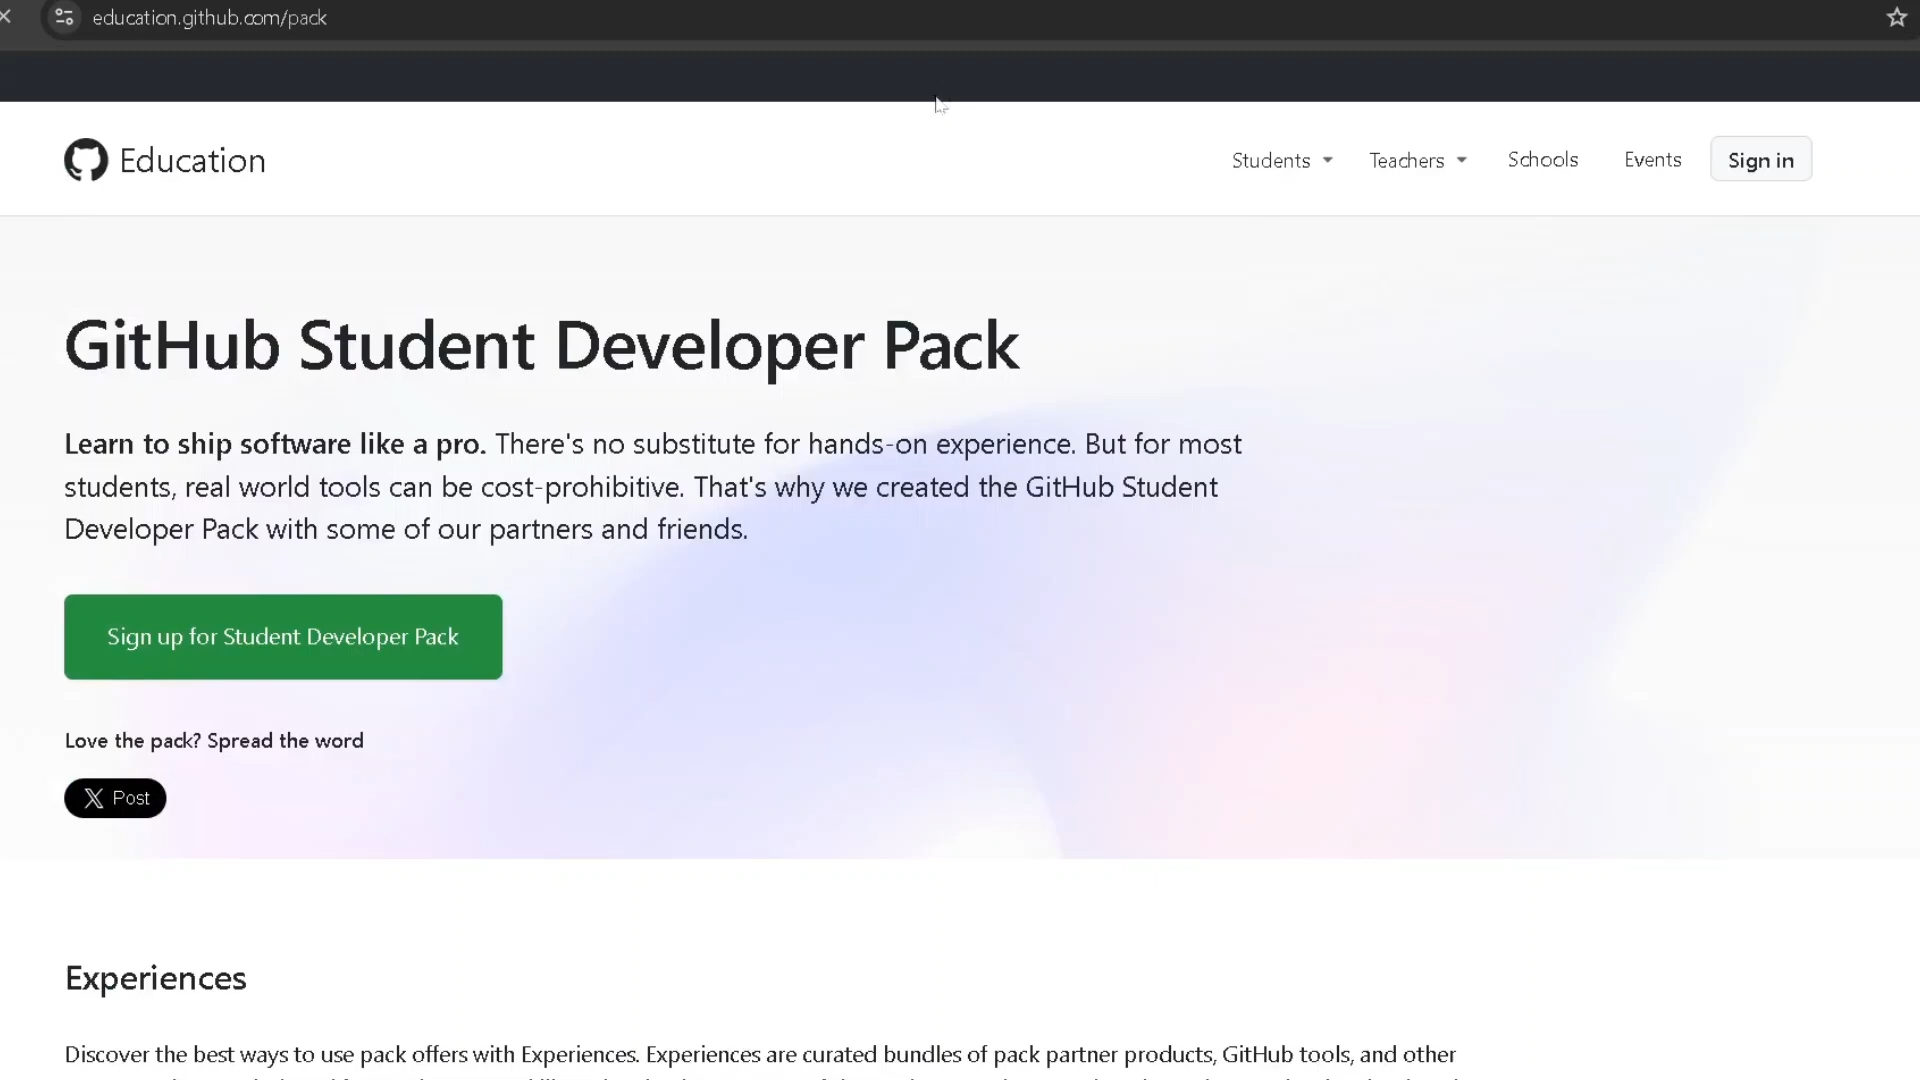 education.github.com/pack
Education
Students
Teachers
Schools
Events
Sign in
GitHub Student Developer Pack
Learn to ship software like a pro. There's no substitute for hands-on experience. But for most
students, real world tools can be cost-prohibitive. That's why we created the GitHub Student
Developer Pack with some of our partners and friends.
Sign up for Student Developer Pack
Love the pack? Spread the word
Post
Experiences
Discover the best ways to use pack offers with Experiences. Experiences are curated bundles of pack partner products, GitHub tools, and other